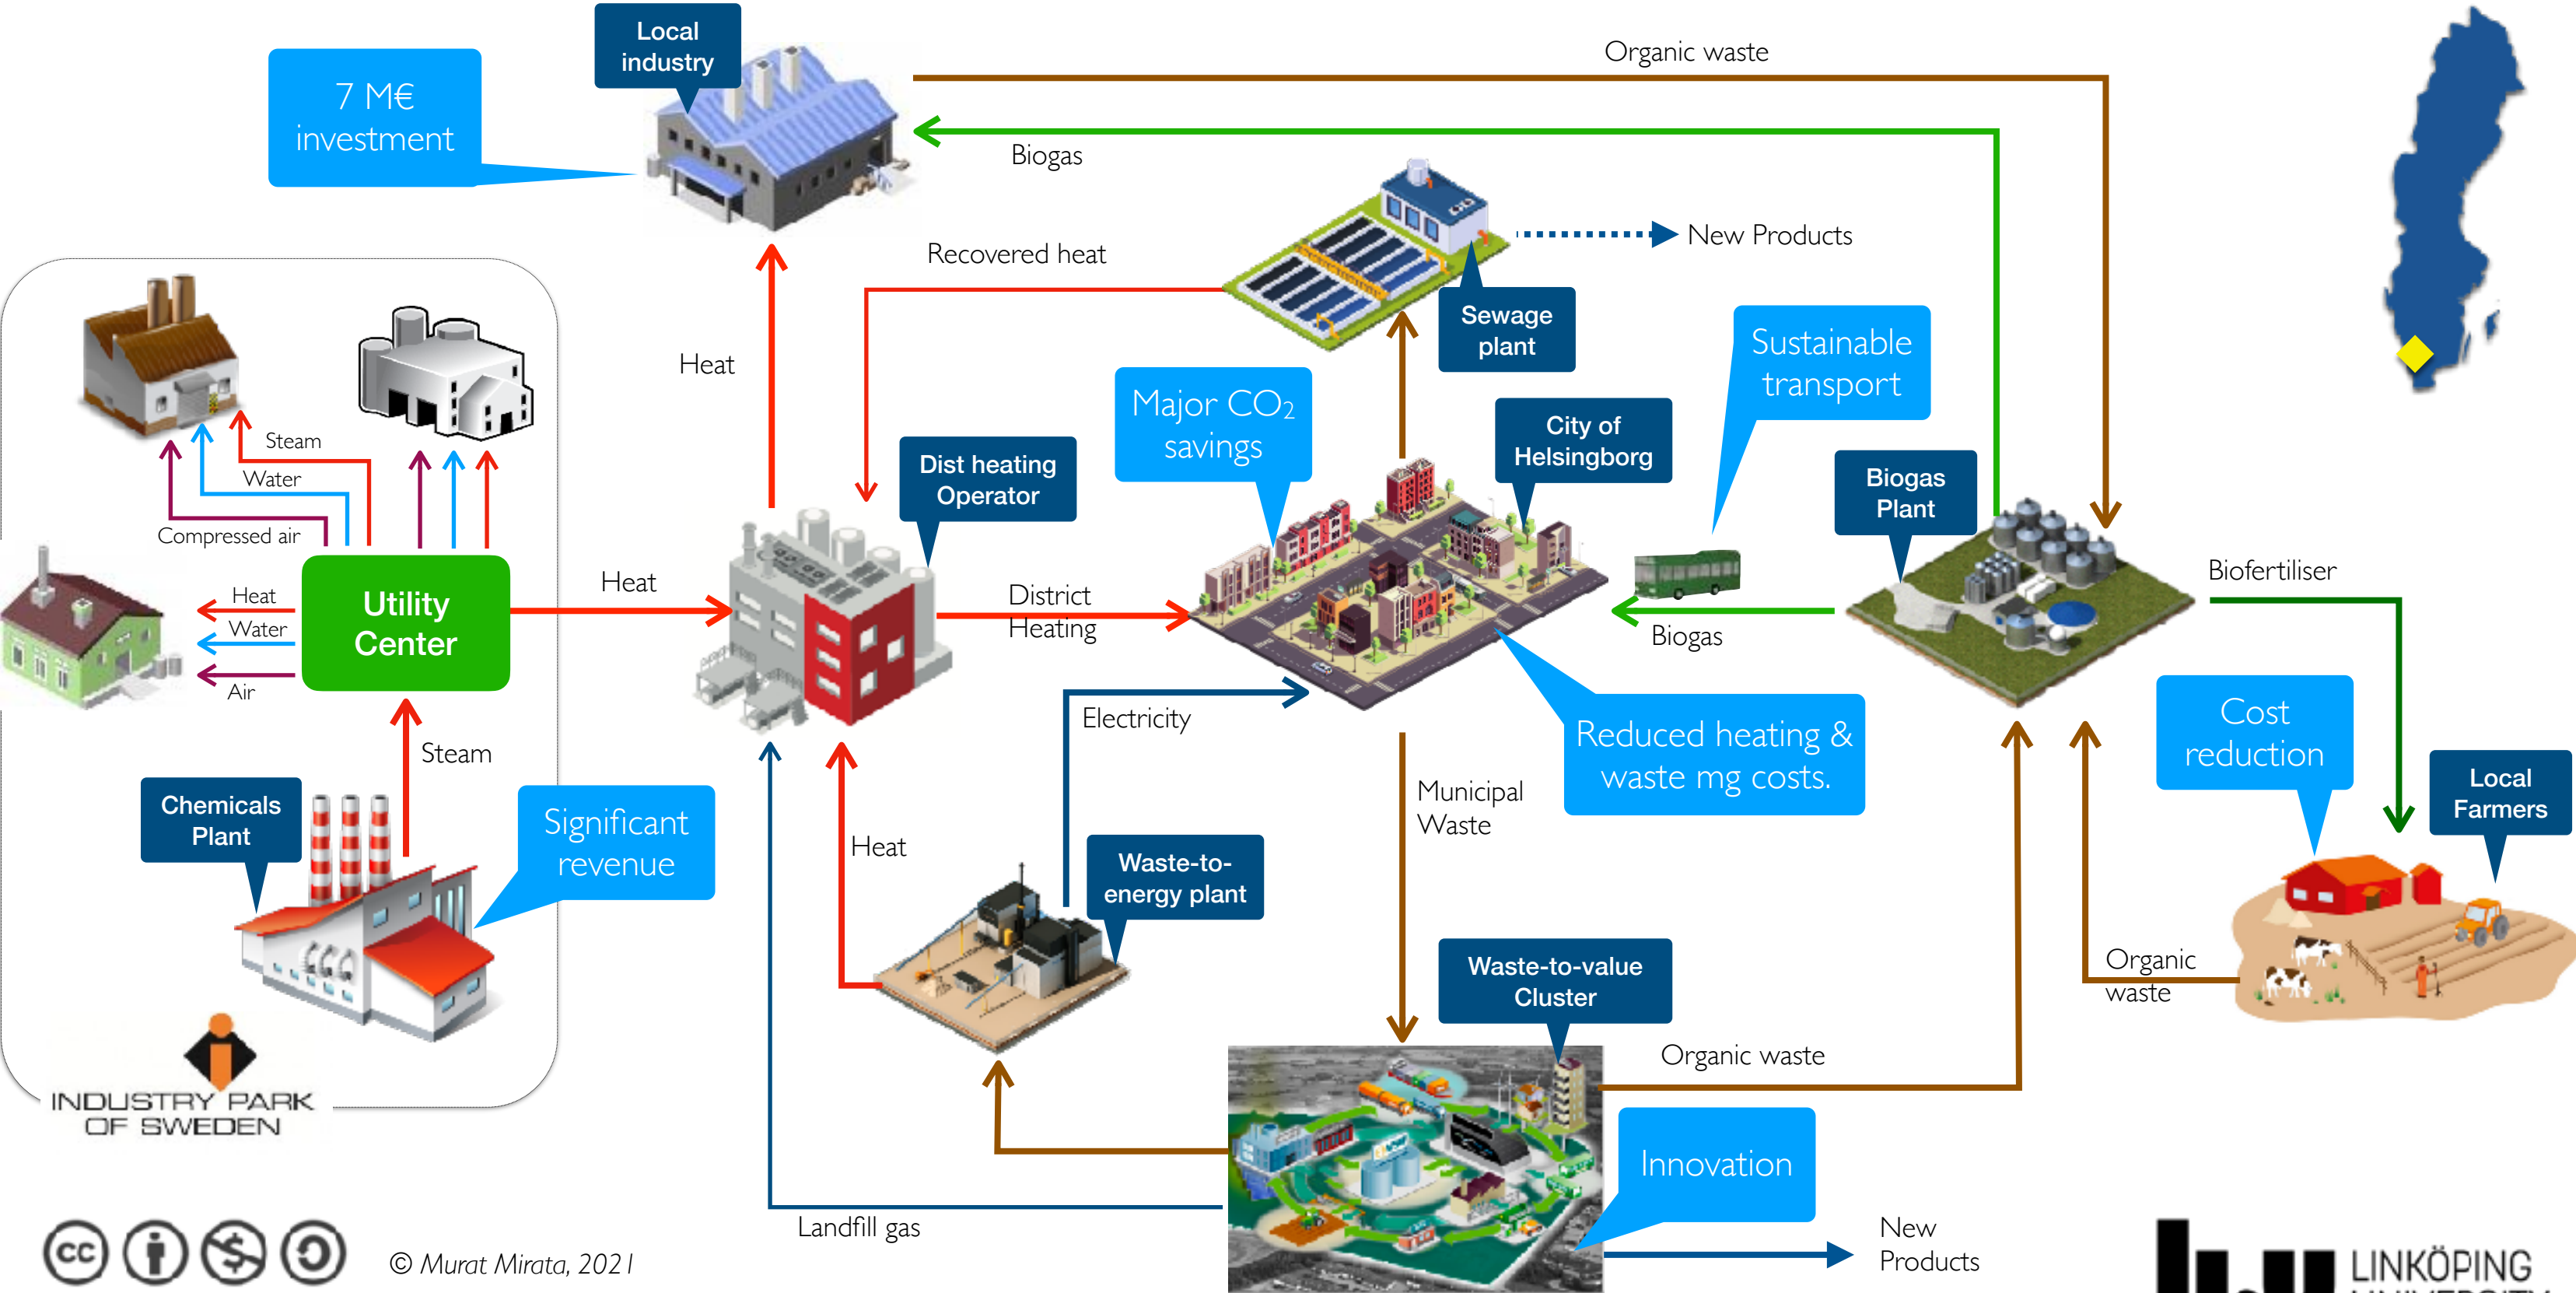 Local
industry
7 M€
investment
Organic waste
Biogas
Recovered heat
New Products
Sewage
plant
Heat
Sustainable
transport
Major CO₂
savings
City of
Helsingborg
Dist heating
Operator
Biogas
Plant
Steam
Water
Compressed air
Heat
Water
Air
Utility
Center
Heat
District
Heating
Biogas
Biofertiliser
Electricity
Reduced heating &
waste mg costs.
Cost
reduction
Local
Farmers
Steam
Chemicals
Plant
Significant
revenue
Heat
Municipal
Waste
Waste-to-
energy plant
Waste-to-value
Cluster
Organic
waste
Organic waste
INDUSTRY PARK
OF SWEDEN
Innovation
Landfill gas
New
Products
cc
© Murat Mirata, 2021
LINKÖPING
UNIVERSITY